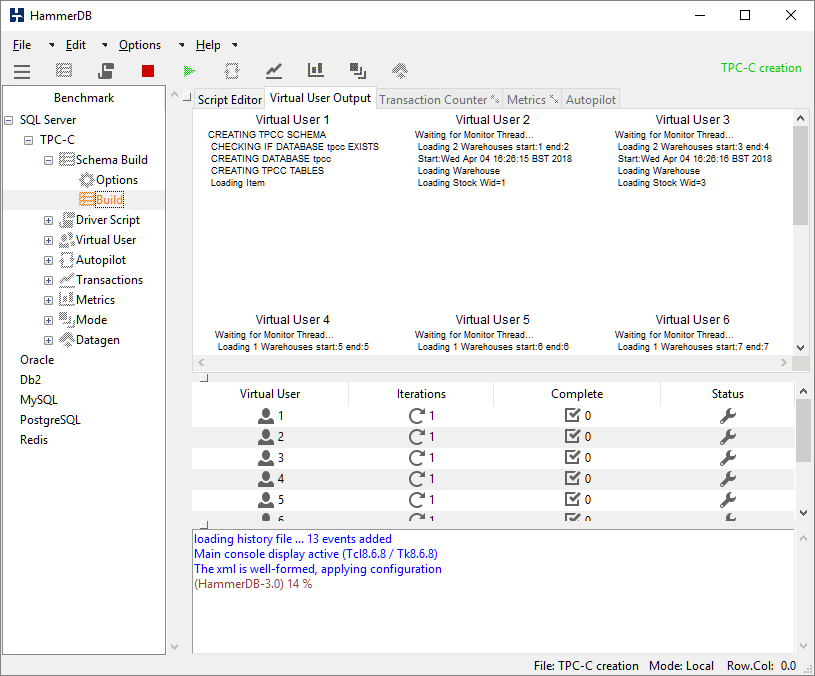 HammerDB
File Edit Options Help
TPC-C creation
Benchmark
SQL Server
TPC-C
Schema Build
Options
Build
Driver Script
Virtual User
Autopilot
Transactions
Metrics
Mode
Datagen
Oracle
Db2
MySQL
PostgreSQL
Redis
Script Editor Virtual User Output Transaction Counter Metrics Autopilot
Virtual User 1
CREATING TPCC SCHEMA
CHECKING IF DATABASE tpcc EXISTS
CREATING DATABASE tpcc
CREATING TPCC TABLES
Loading Item
Virtual User 2
Waiting for Monitor Thread...
Loading 2 Warehouses start:1 end:2
Start:Wed Apr 04 16:26:15 BST 2018
Loading Warehouse
Loading Stock Wid=1
Virtual User 3
Waiting for Monitor Thread...
Loading 2 Warehouses start:3 end:4
Start:Wed Apr 04 16:26:16 BST 2018
Loading Warehouse
Loading Stock Wid=3
Virtual User 4
Waiting for Monitor Thread...
Loading 1 Warehouses start:5 end:5
Virtual User 5
Waiting for Monitor Thread...
Loading 1 Warehouses start:6 end:6
Virtual User 6
Waiting for Monitor Thread...
Loading 1 Warehouses start:7 end:7
Virtual User Iterations Complete Status
1 1 0
2 1 0
3 1 0
4 1 0
5 1 0
6 1 0
loading history file ... 13 events added
Main console display active (Tcl8.6.8 / Tk8.6.8)
The xml is well-formed, applying configuration
(HammerDB-3.0) 14 %
File: TPC-C creation Mode: Local Row.Col: 0.0